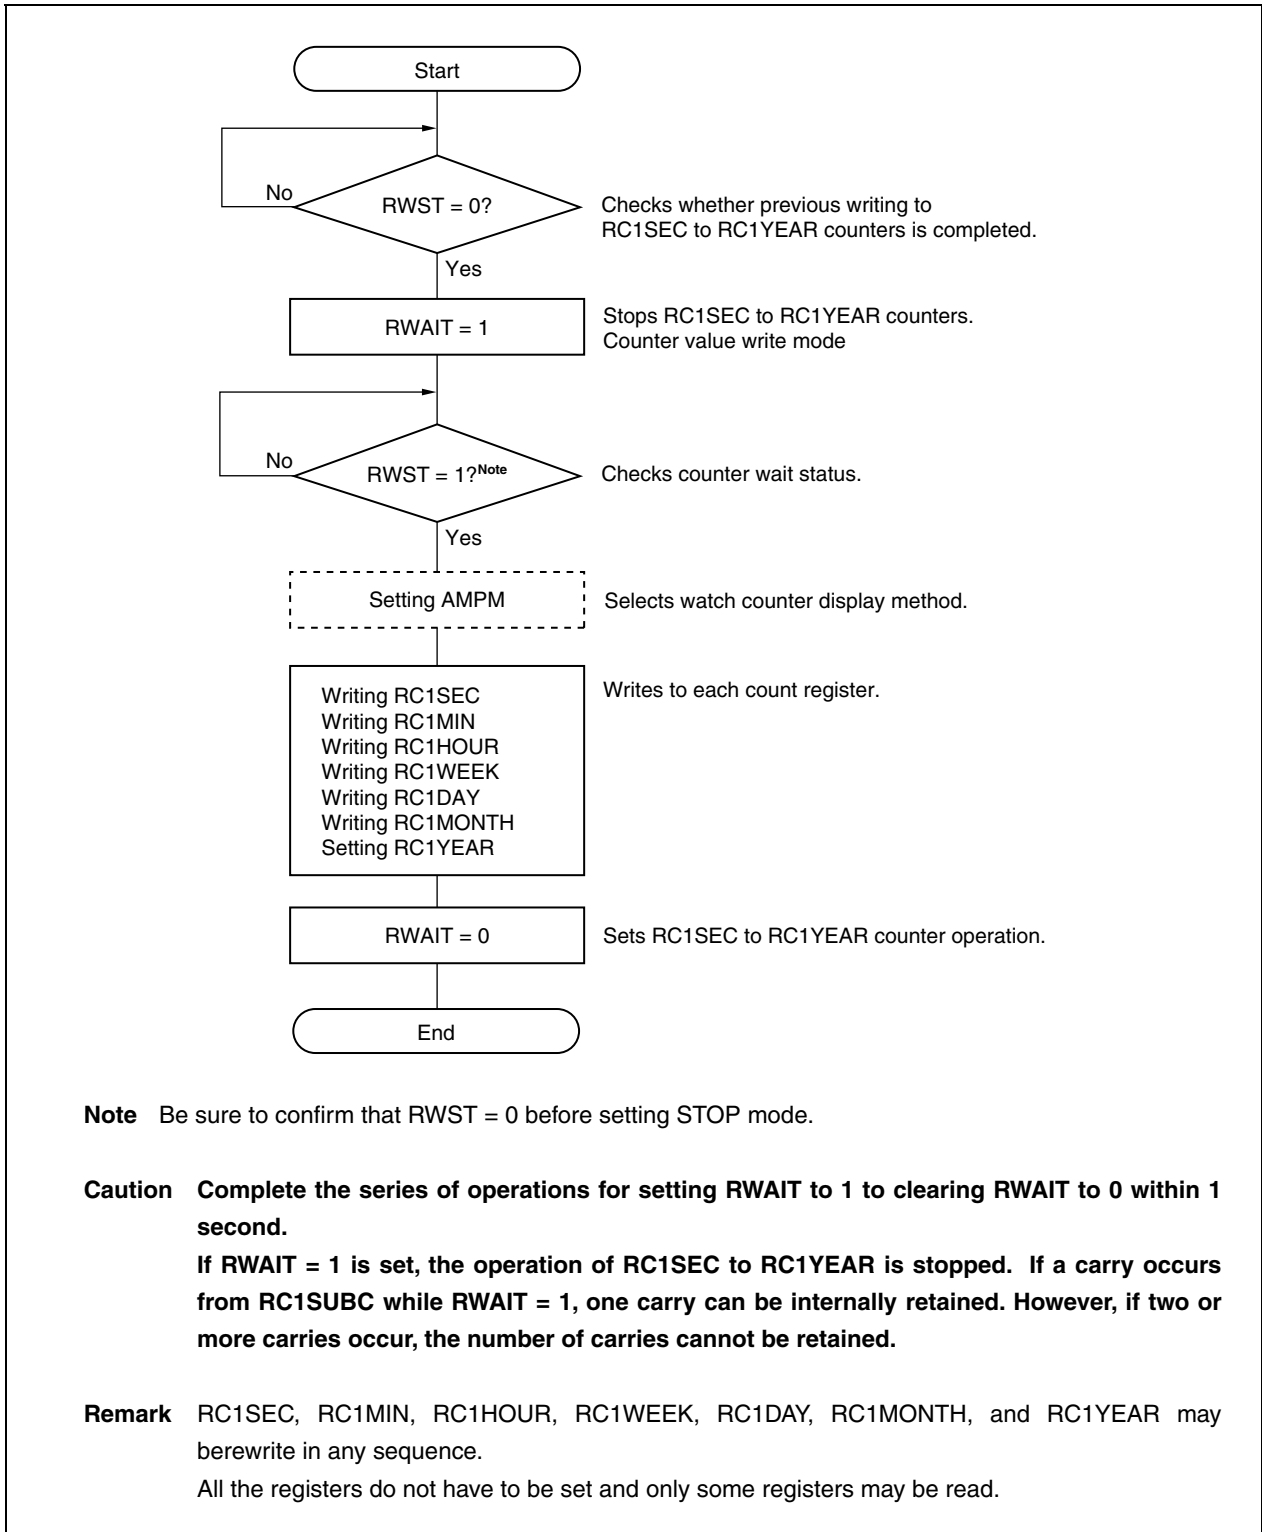 Start
No
RWST = 0?
Checks whether previous writing to
RC1SEC to RC1YEAR counters is completed.
Yes
RWAIT = 1
Stops RC1SEC to RC1YEAR counters.
Counter value write mode
No
RWST = 1?Note
Checks counter wait status.
Yes
Setting AMPM
Selects watch counter display method.
Writing RC1SEC
Writes to each count register.
Writing RC1MIN
Writing RC1HOUR
Writing RC1WEEK
Writing RC1DAY
Writing RC1MONTH
Setting RC1YEAR
RWAIT = 0
Sets RC1SEC to RC1YEAR counter operation.
End
Note Be sure to confirm that RWST = 0 before setting STOP mode.
Caution Complete the series of operations for setting RWAIT to 1 to clearing RWAIT to 0 within 1
second.
If RWAIT = 1 is set, the operation of RC1SEC to RC1YEAR is stopped. If a carry occurs
from RC1SUBC while RWAIT = 1, one carry can be internally retained. However, if two or
more carries occur, the number of carries cannot be retained.
Remark RC1SEC, RC1MIN, RC1HOUR, RC1WEEK, RC1DAY, RC1MONTH, and RC1YEAR may
berewrite in any sequence.
All the registers do not have to be set and only some registers may be read.